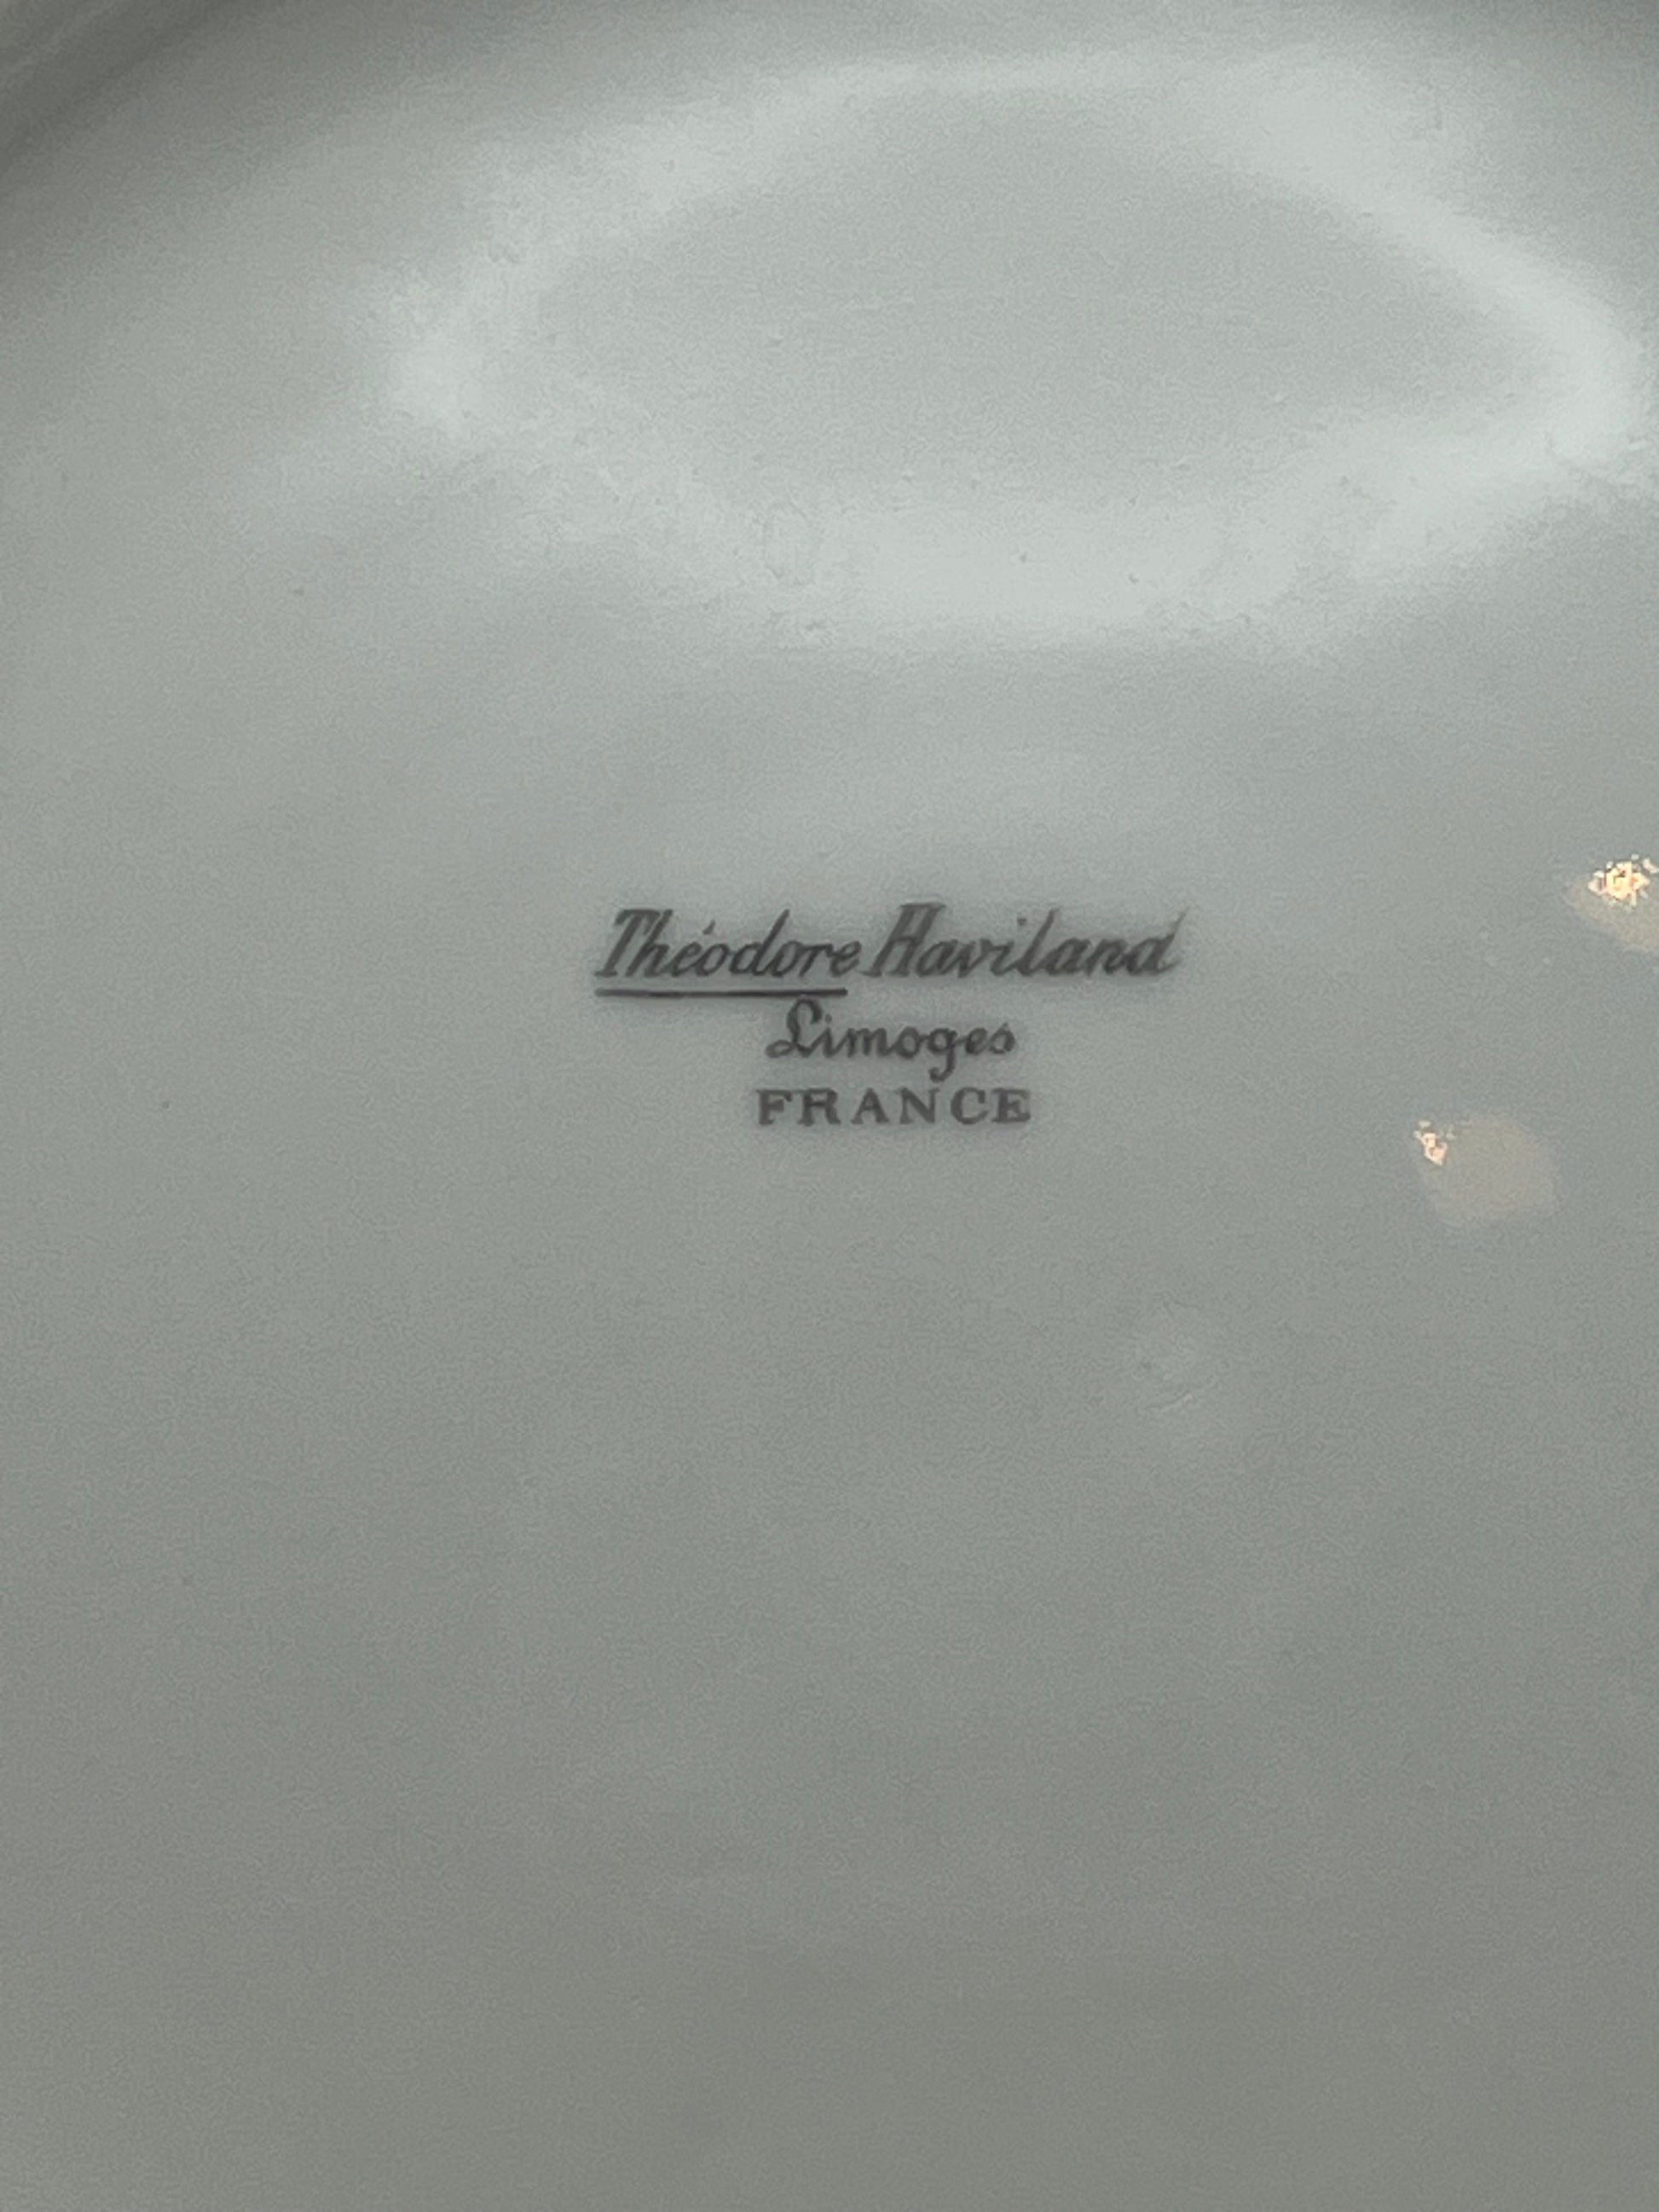 Théodore Haviland
Limoges
FRANCE